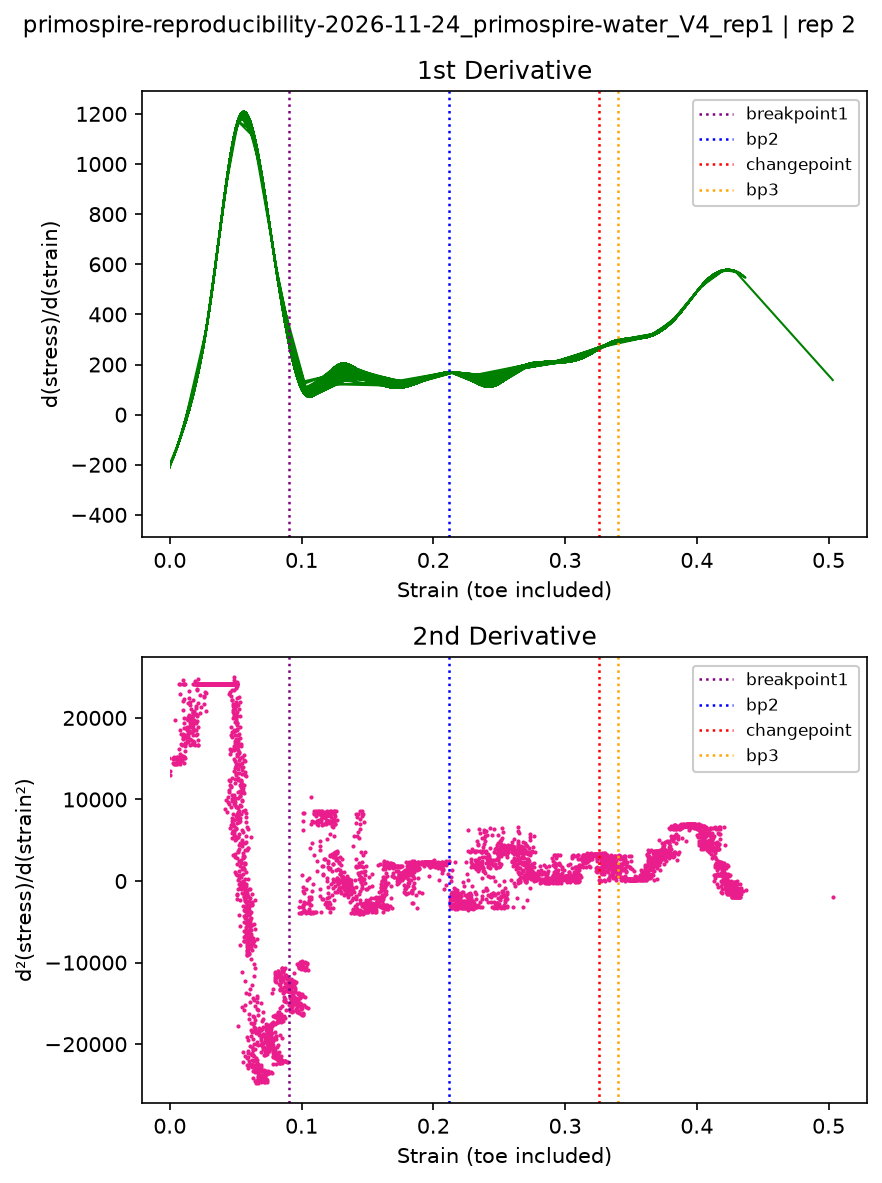 primospire-reproducibility-2026-11-24_primospire-water_V4_rep1 | rep 2
1st Derivative
d(stress)/d(strain)
1200
1000
800
600
400
200
0
−200
−400
breakpoint1
bp2
changepoint
bp3
0.0 0.1 0.2 0.3 0.4 0.5
Strain (toe included)
2nd Derivative
d²(stress)/d(strain²)
20000
10000
0
−10000
−20000
breakpoint1
bp2
changepoint
bp3
0.0 0.1 0.2 0.3 0.4 0.5
Strain (toe included)